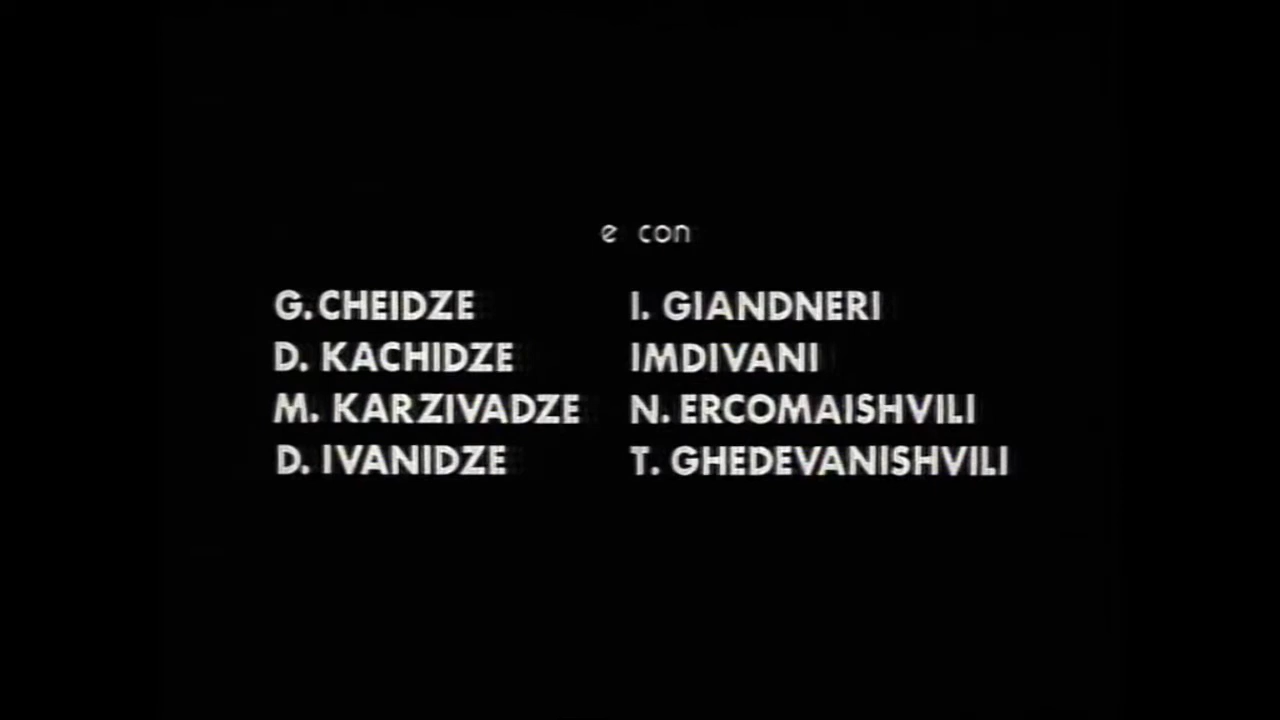 e con
G. CHEIDZE
D. KACHIDZE
M. KARZIVADZE
D. IVANIDZE
I. GIANDNERI
IMDIVANI
N. ERCOMAISHVILI
T. GHEDEVANISHVILI